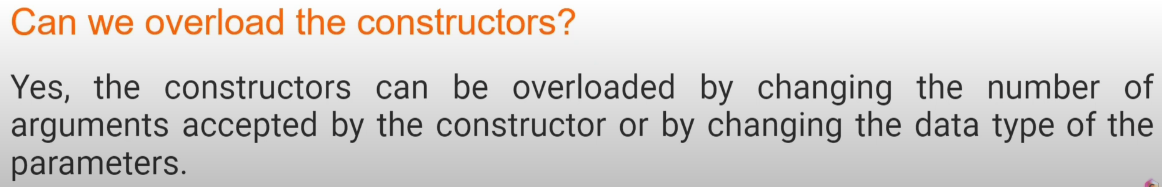 Can we overload the constructors?
Yes, the constructors can be overloaded by changing the number of
arguments accepted by the constructor or by changing the data type of the
parameters.